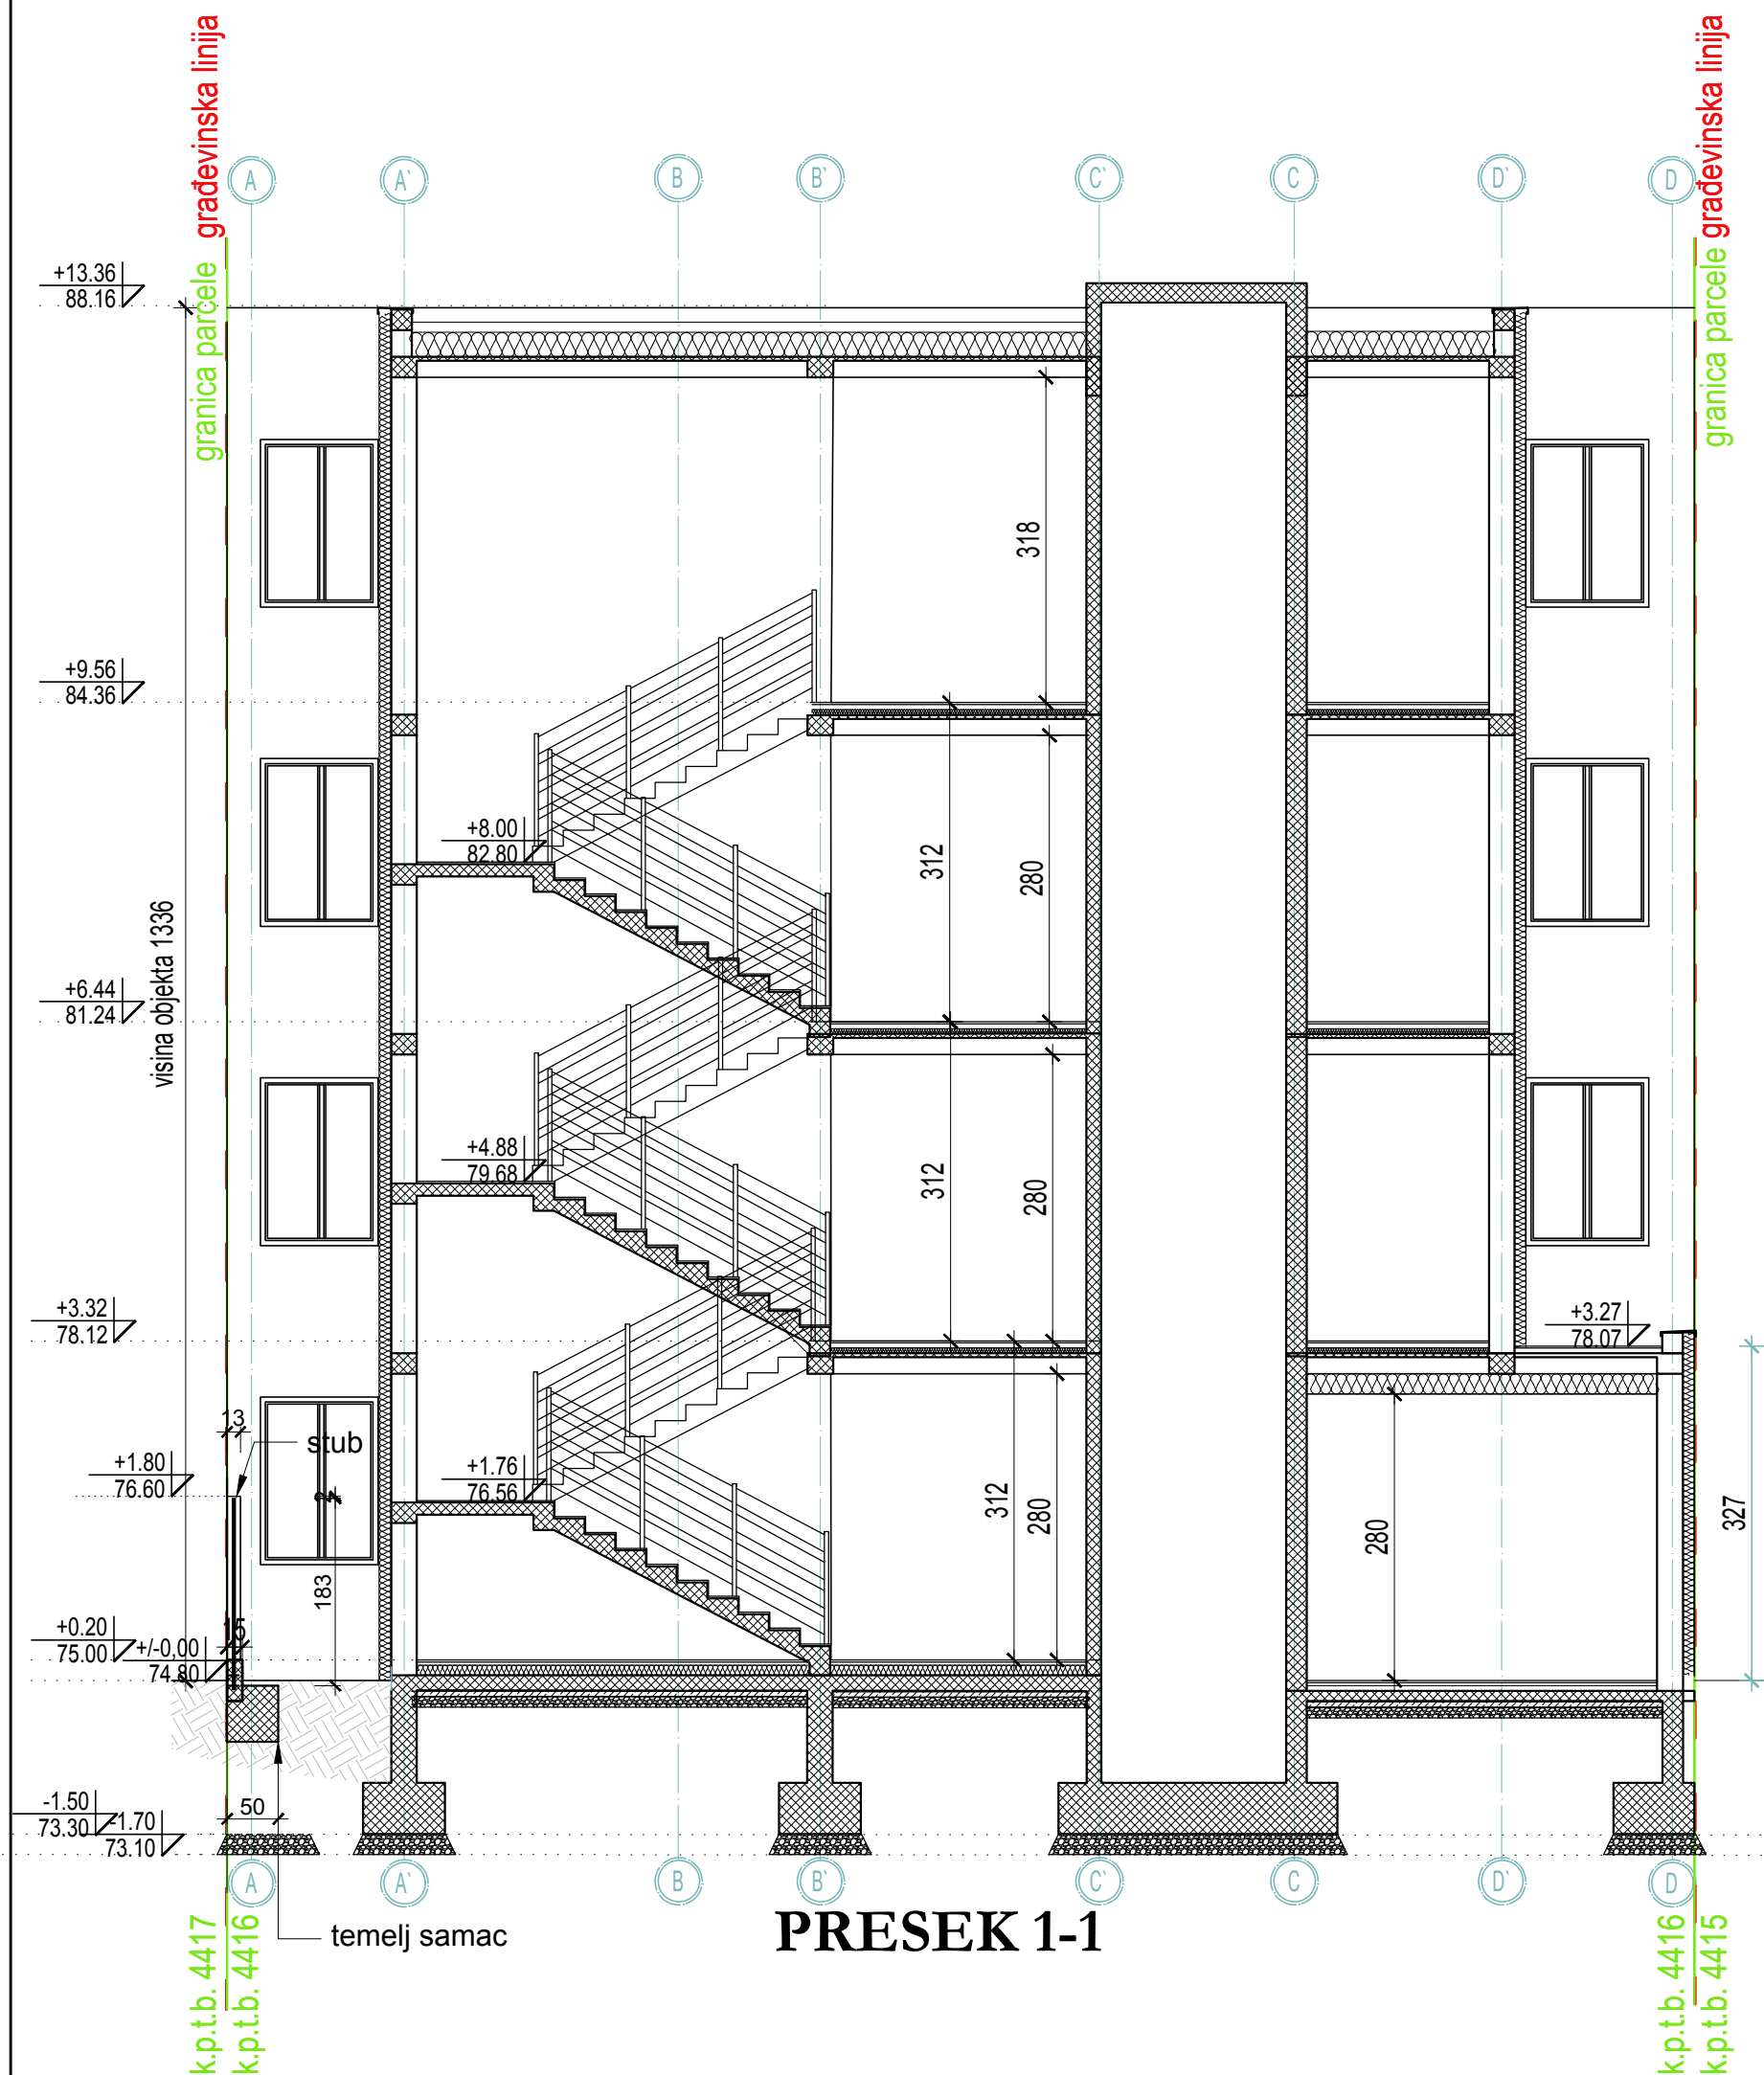 građevinska linija
građevinska linija
granica parcele
granica parcele
A
A`
B
B`
C`
C
D`
D
+13.36
88.16
318
+9.56
84.36
+8.00
82.80
312
280
visina objekta 1336
+6.44
81.24
+4.88
79.68
312
280
+3.32
78.12
+3.27
78.07
13
stub
+1.80
76.60
+1.76
76.56
312
280
280
327
183
15
+0.20
75.00
+/-0,00
74.80
-1.50
73.30
-1.70
73.10
50
A
A`
B
B`
C`
C
D`
D
temelj samac
PRESEK 1-1
k.p.t.b. 4417
k.p.t.b. 4416
k.p.t.b. 4416
k.p.t.b. 4415